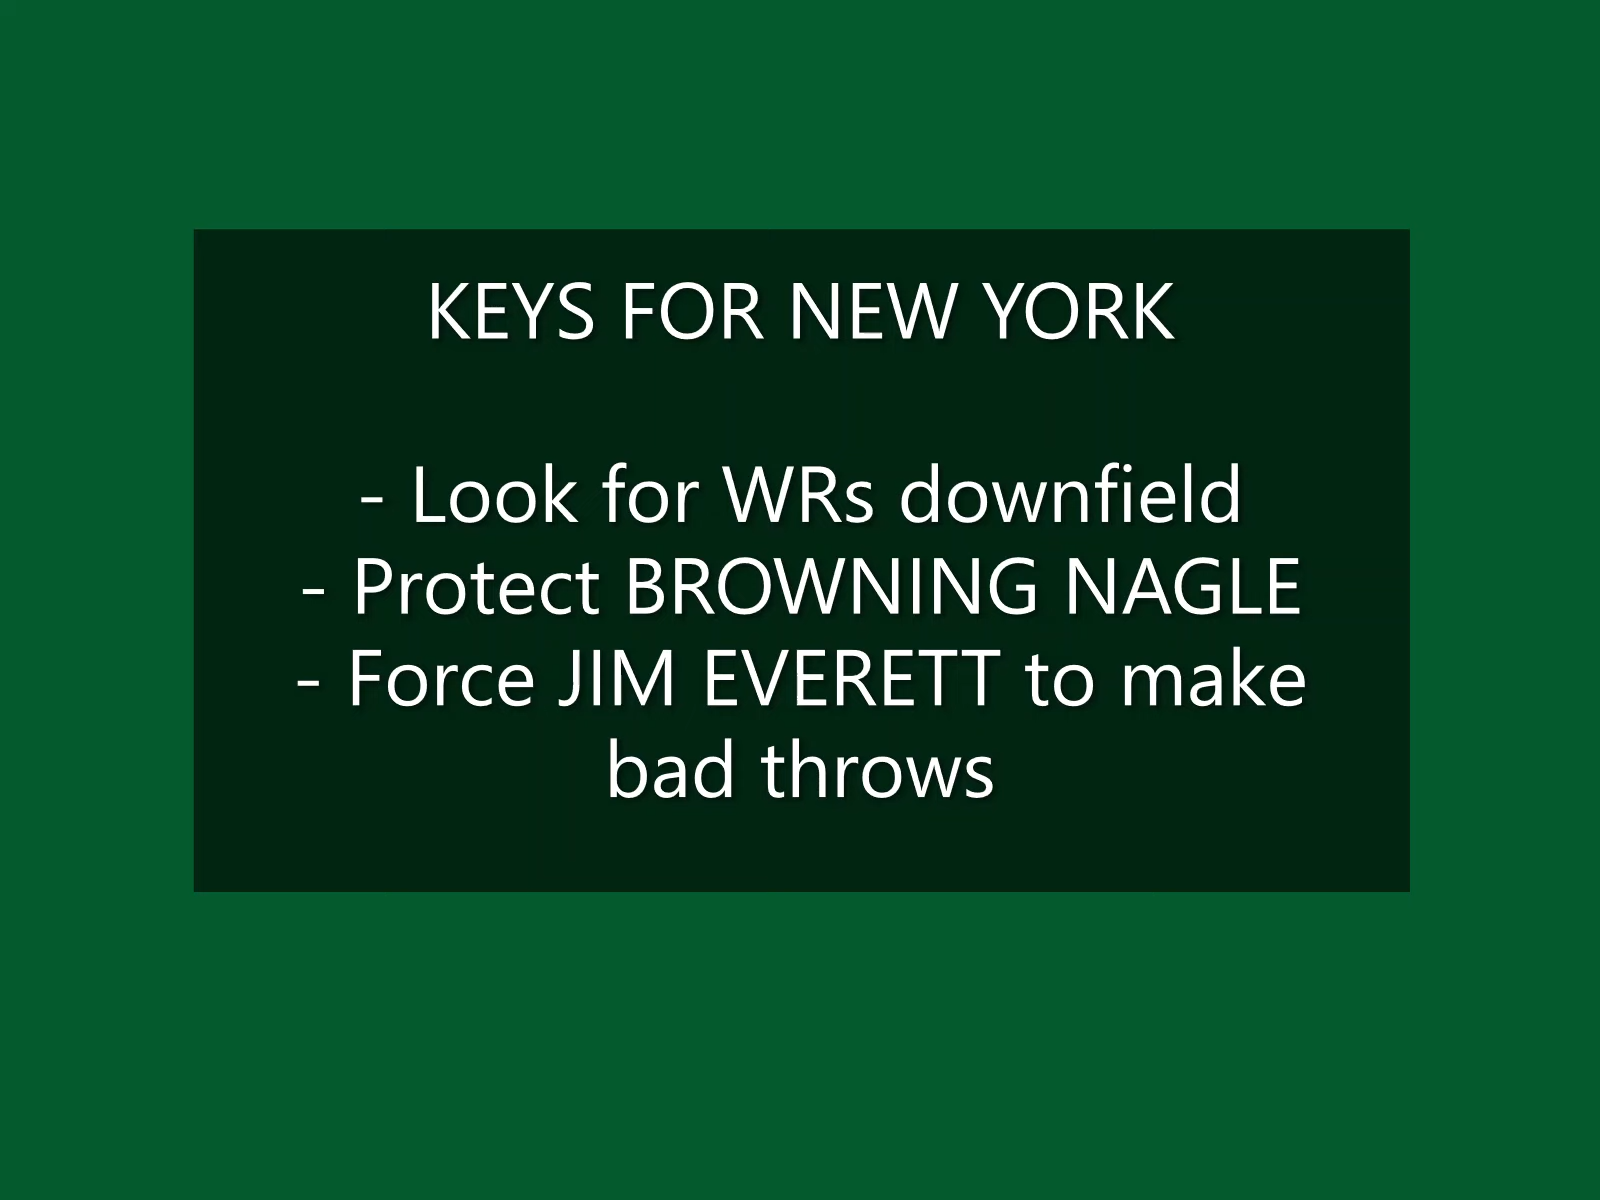 KEYS FOR NEW YORK
- Look for WRs downfield
- Protect BROWNING NAGLE
- Force JIM EVERETT to make
bad throws